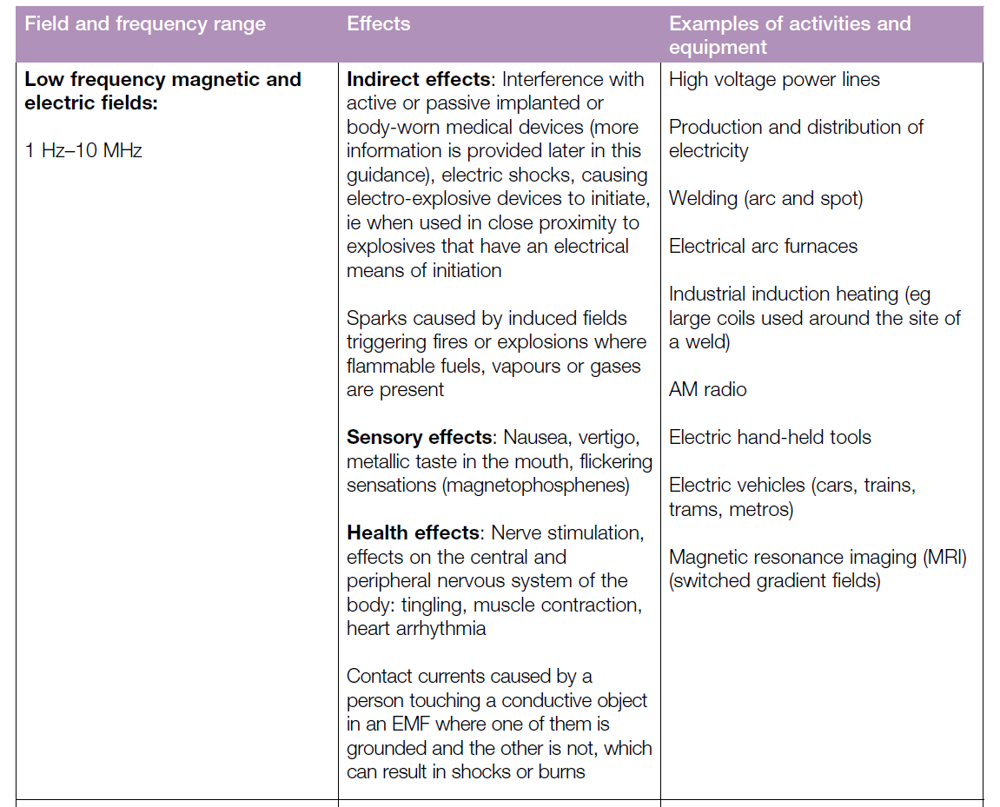 Field and frequency range
Effects
Examples of activities and
equipment
Low frequency magnetic and
electric fields:
1 Hz–10 MHz
Indirect effects: Interference with
active or passive implanted or
body-worn medical devices (more
information is provided later in this
guidance), electric shocks, causing
electro-explosive devices to initiate,
ie when used in close proximity to
explosives that have an electrical
means of initiation
Sparks caused by induced fields
triggering fires or explosions where
flammable fuels, vapours or gases
are present
Sensory effects: Nausea, vertigo,
metallic taste in the mouth, flickering
sensations (magnetophosphenes)
Health effects: Nerve stimulation,
effects on the central and
peripheral nervous system of the
body: tingling, muscle contraction,
heart arrhythmia
Contact currents caused by a
person touching a conductive object
in an EMF where one of them is
grounded and the other is not, which
can result in shocks or burns
High voltage power lines
Production and distribution of
electricity
Welding (arc and spot)
Electrical arc furnaces
Industrial induction heating (eg
large coils used around the site of
a weld)
AM radio
Electric hand-held tools
Electric vehicles (cars, trains,
trams, metros)
Magnetic resonance imaging (MRI)
(switched gradient fields)